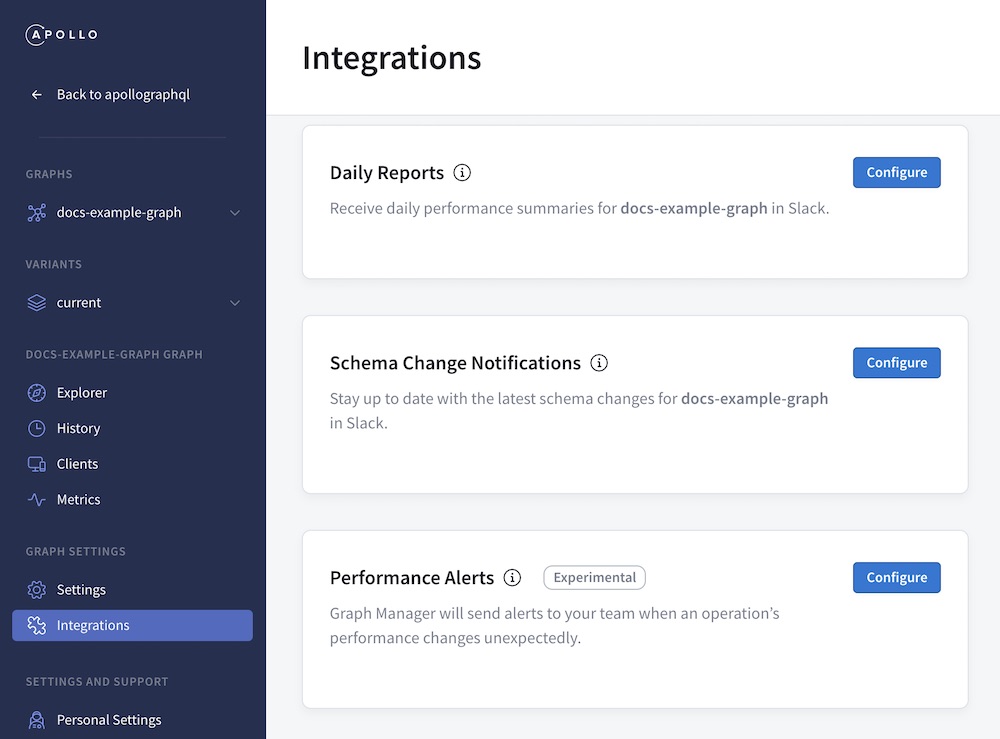 APOLLO
Back to apollographql
GRAPHS
docs-example-graph
VARIANTS
current
DOCS-EXAMPLE-GRAPH GRAPH
Explorer
History
Clients
Metrics
GRAPH SETTINGS
Settings
Integrations
SETTINGS AND SUPPORT
Personal Settings
Integrations
Daily Reports
Configure
Receive daily performance summaries for docs-example-graph in Slack.
Schema Change Notifications
Configure
Stay up to date with the latest schema changes for docs-example-graph
in Slack.
Performance Alerts
Experimental
Configure
Graph Manager will send alerts to your team when an operation’s
performance changes unexpectedly.